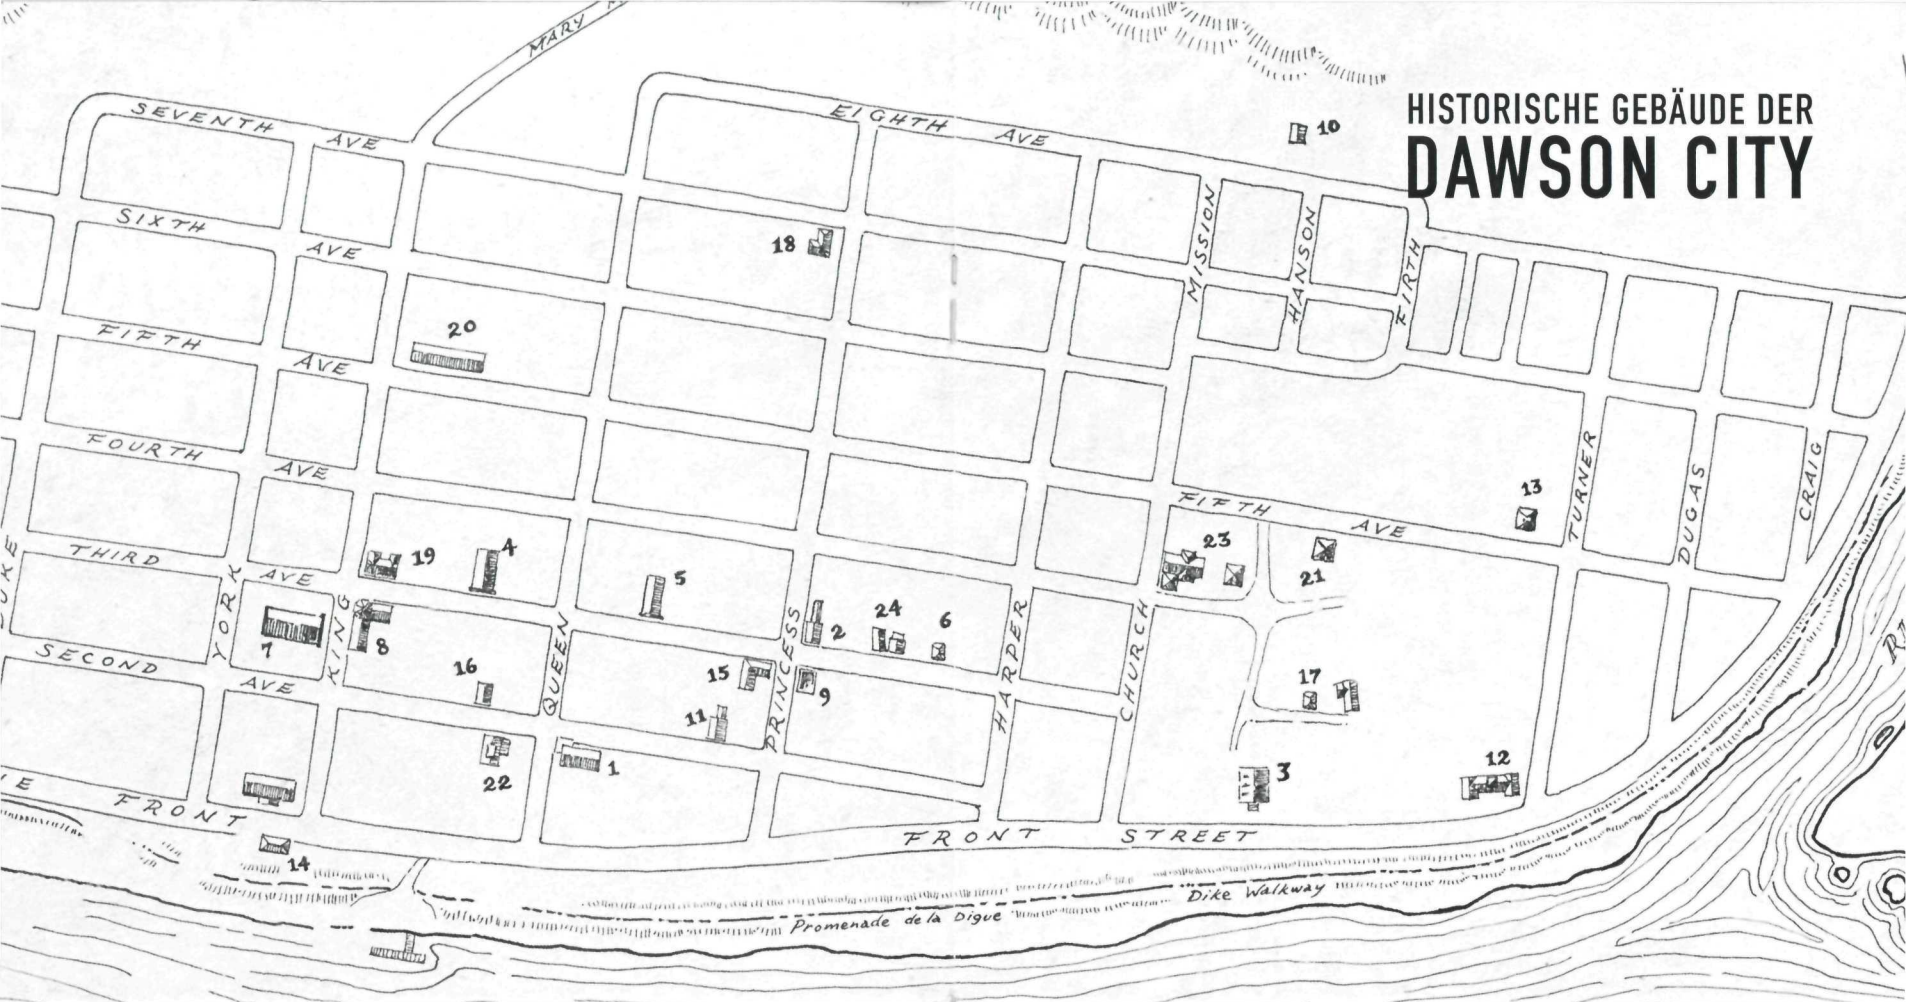 MARY
HISTORISCHE GEBÄUDE DER
DAWSON CITY
SEVENTH AVE
EIGHTH AVE
10
SIXTH AVE
18
MISSION
HANSON
FIRTH
20
FIFTH AVE
FOURTH AVE
13
TURNER
DUGAS
CRAIG
FIFTH AVE
19
4
23
21
THIRD AVE
5
DUKE
YORK
KING
QUEEN
PRINCESS
HARPER
CHURCH
7
8
2
24
6
SECOND AVE
16
15
9
11
17
22
1
3
12
FRONT
FRONT STREET
14
Promenade de la Digue
Dike Walkway